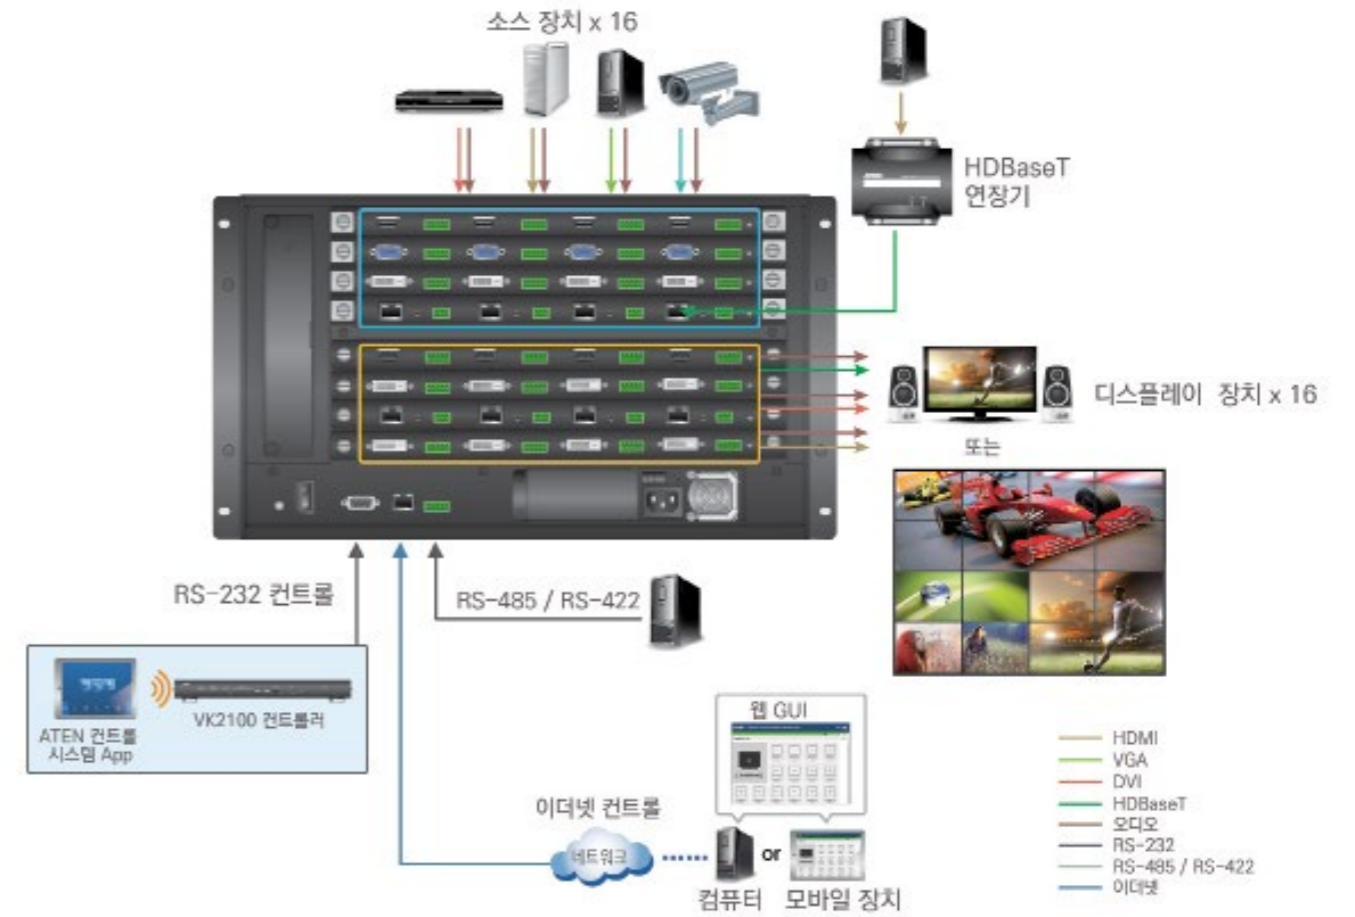 소스 장치 x 16
HDBaseT
연장기
디스플레이 장치 x 16
또는
RS-232 컨트롤
RS-485 / RS-422
VK2100 컨트롤러
ATEN 컨트롤
시스템 App
웹 GUI
이더넷 컨트롤
네트워크
or
컴퓨터
모바일 장치
HDMI
VGA
DVI
HDBaseT
오디오
RS-232
RS-485 / RS-422
이더넷